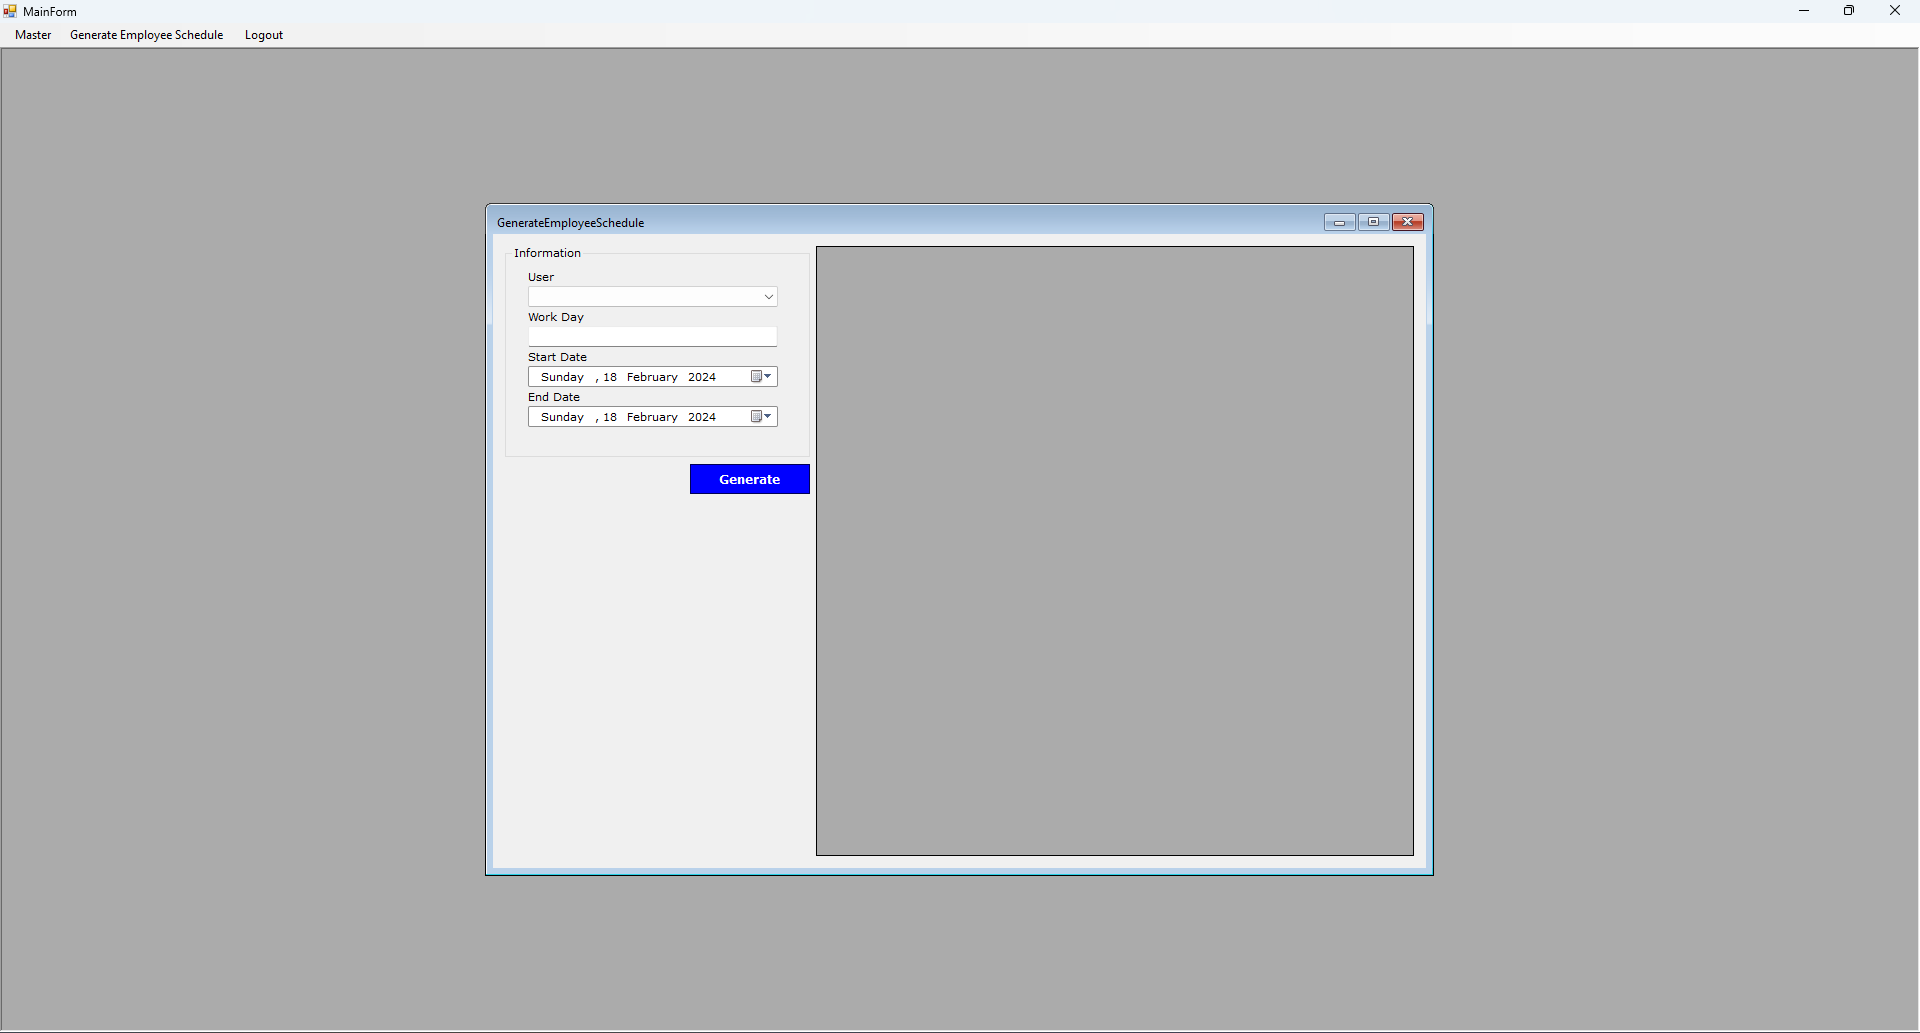 MainForm
Master Generate Employee Schedule Logout
GenerateEmployeeSchedule
Information
User
Work Day
Start Date
Sunday , 18 February 2024
End Date
Sunday , 18 February 2024
Generate